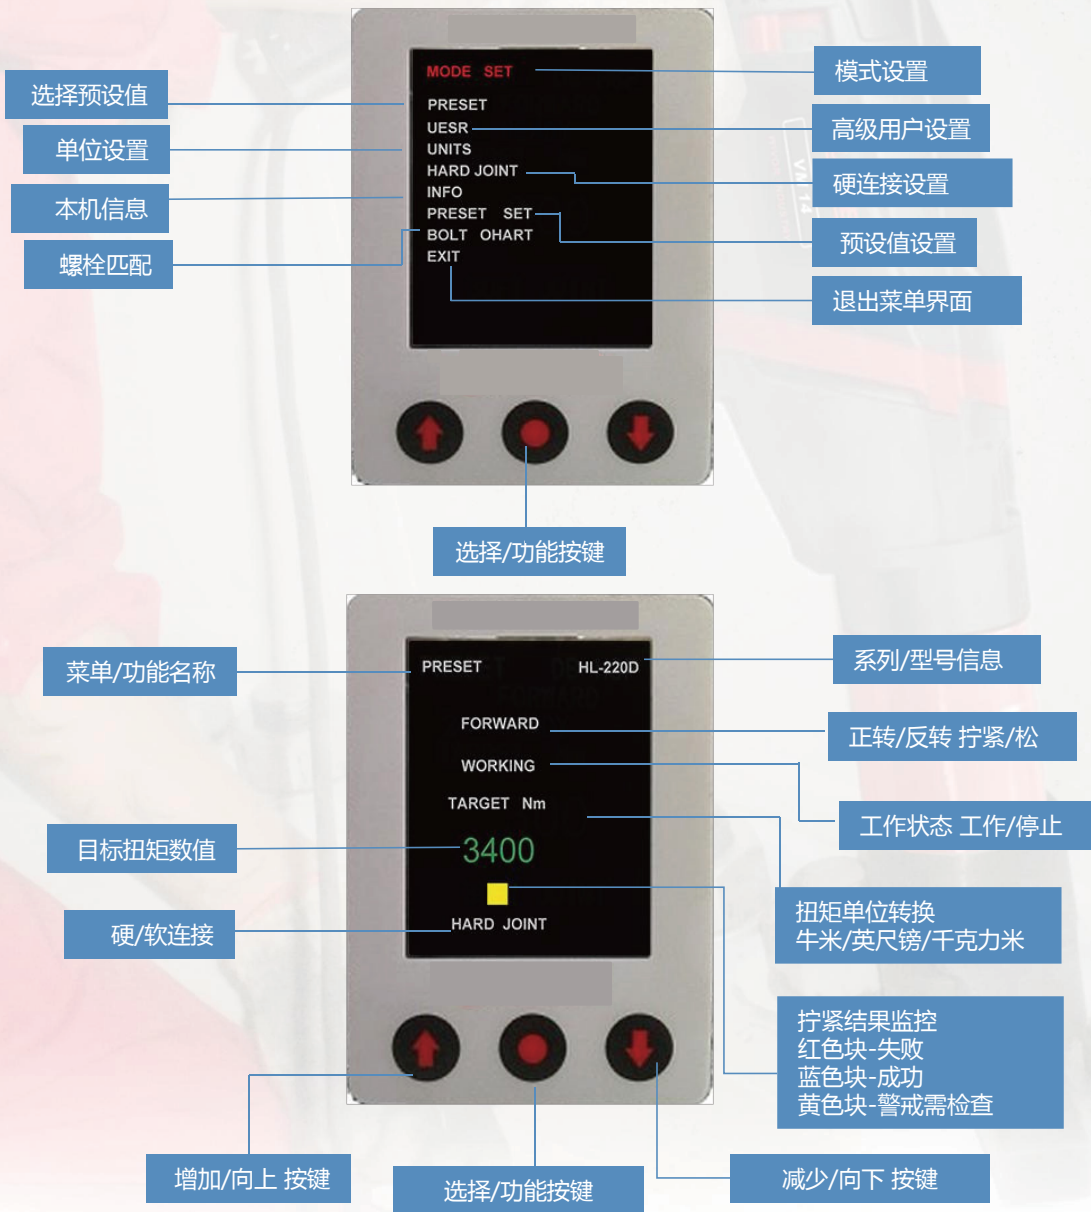 MODE SET
模式设置
选择预设值
PRESET
UESR
高级用户设置
单位设置
UNITS
HARD JOINT
硬连接设置
本机信息
INFO
PRESET SET
预设值设置
螺栓匹配
BOLT OHART
EXIT
退出菜单界面
选择/功能按键
菜单/功能名称
PRESET
HL-220D
系列/型号信息
FORWARD
正转/反转 拧紧/松
WORKING
工作状态 工作/停止
TARGET Nm
目标扭矩数值
3400
扭矩单位转换
牛米/英尺镑/千克力米
硬/软连接
HARD JOINT
拧紧结果监控
红色块-失败
蓝色块-成功
黄色块-警戒需检查
增加/向上 按键
选择/功能按键
减少/向下 按键
VM 14